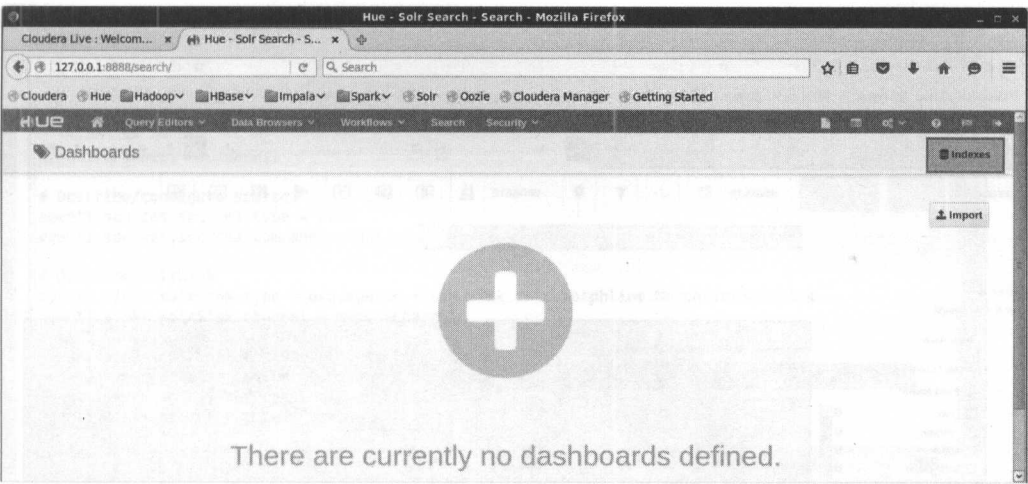 Hue - Solr Search - Search - Mozilla Firefox
Cloudera Live : Welcom... × Hue - Solr Search - S... ×
127.0.0.1:8888/search/ Search
Cloudera Hue Hadoop HBase Impala Spark Solr Oozie Cloudera Manager Getting Started
HUE Query Editors Data Browsers Workflows Search Security
Dashboards Indexes
Import
There are currently no dashboards defined.